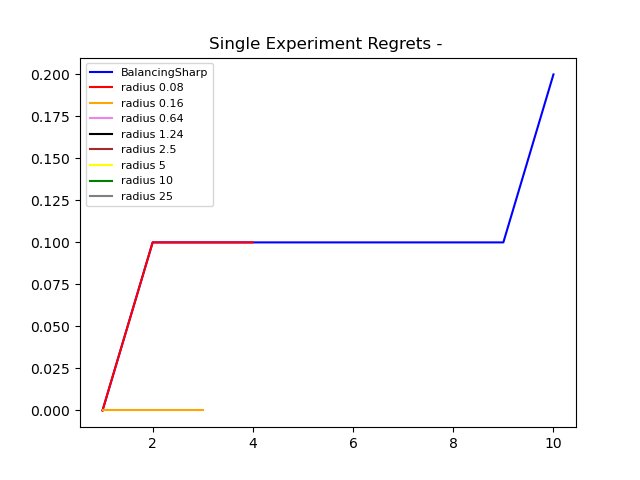 Single Experiment Regrets -
0.200
0.175
0.150
0.125
0.100
0.075
0.050
0.025
0.000
BalancingSharp
radius 0.08
radius 0.16
radius 0.64
radius 1.24
radius 2.5
radius 5
radius 10
radius 25
2 4 6 8 10